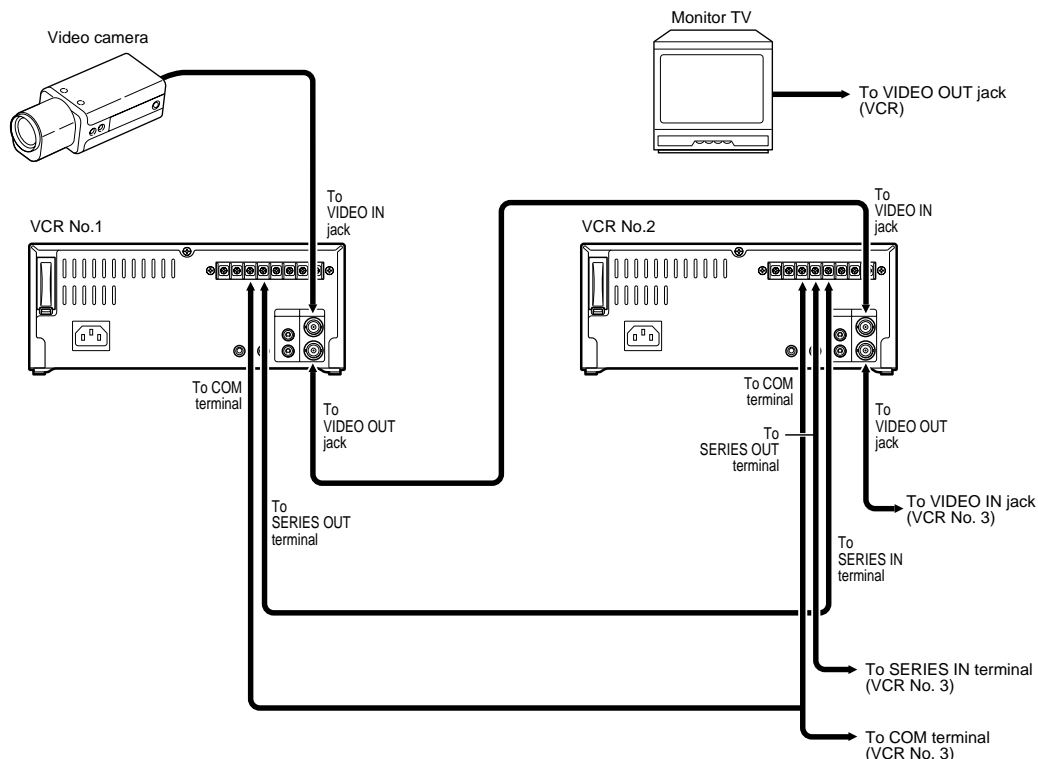 Monitor TV
Video camera
To VIDEO OUT jack
(VCR)
To
VIDEO IN
jack
To
VIDEO IN
jack
VCR No.1
VCR No.2
To COM
terminal
To
VIDEO OUT
jack
To COM
terminal
To
SERIES OUT
terminal
To
VIDEO OUT
jack
To
SERIES OUT
terminal
To VIDEO IN jack
(VCR No. 3)
To
SERIES IN
terminal
To SERIES IN terminal
(VCR No. 3)
To COM terminal
(VCR No. 3)